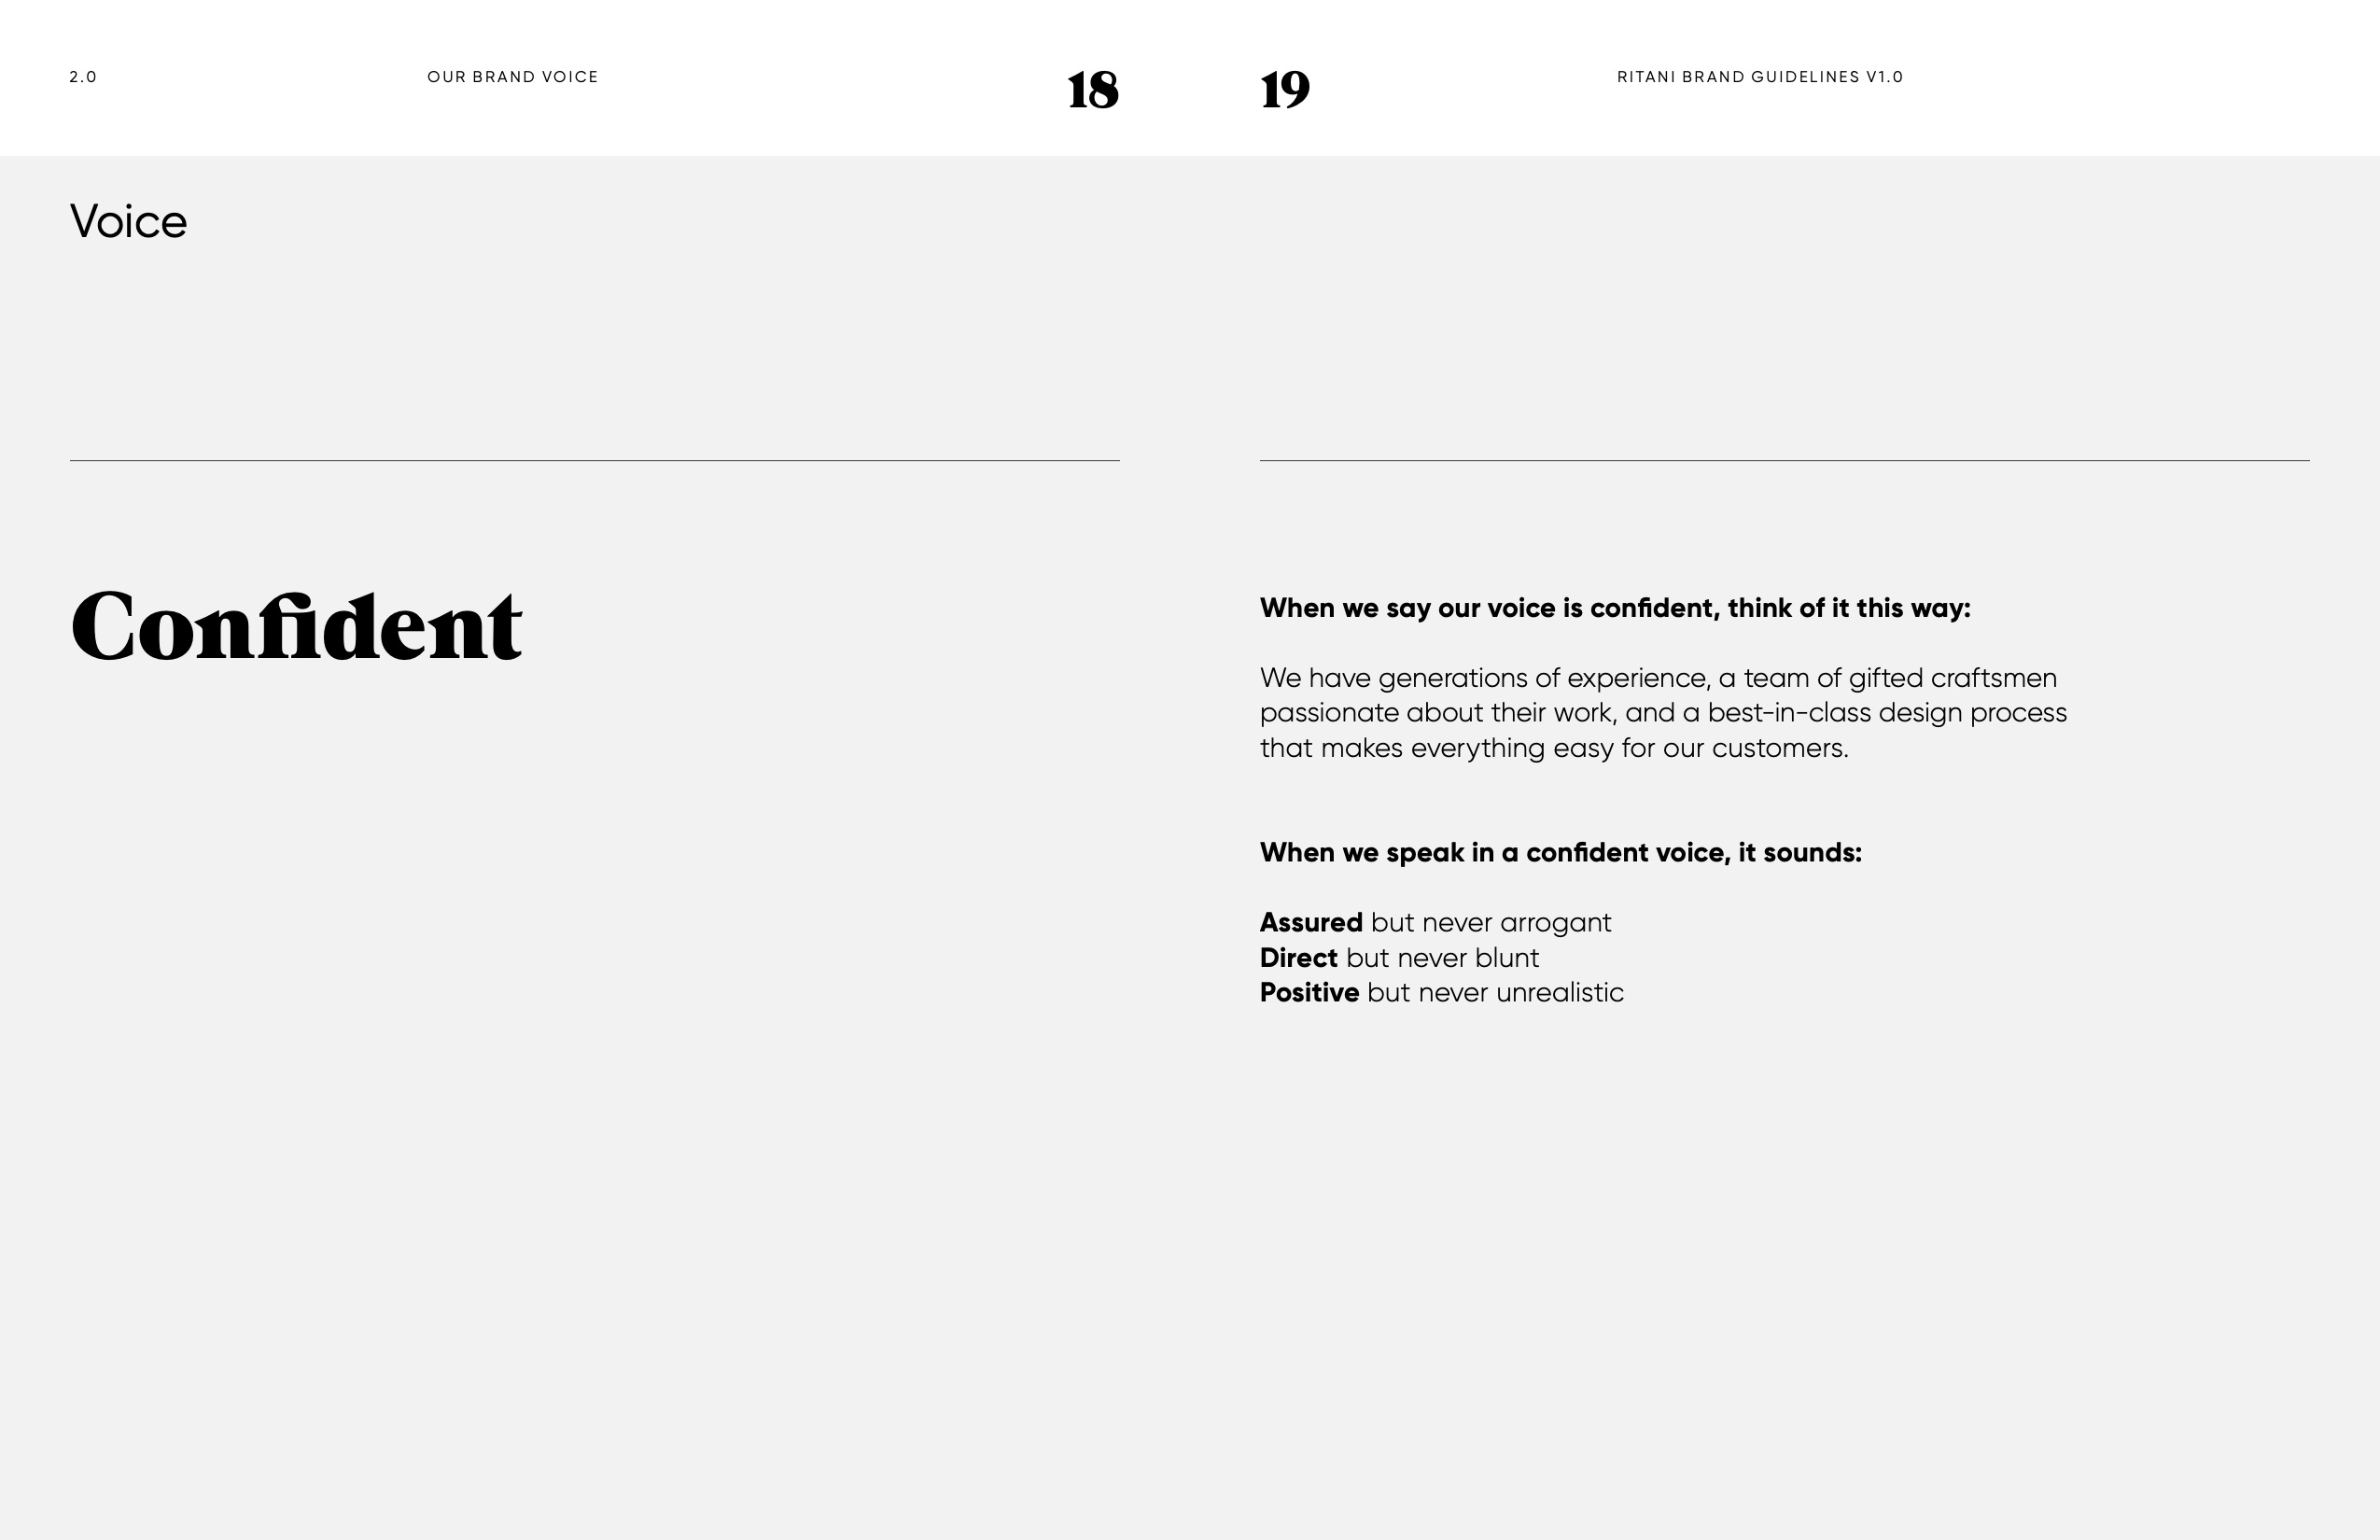 2.0
OUR BRAND VOICE
18
19
RITANI BRAND GUIDELINES V1.0
Voice
Confident
When we say our voice is confident, think of it this way:
We have generations of experience, a team of gifted craftsmen
passionate about their work, and a best-in-class design process
that makes everything easy for our customers.
When we speak in a confident voice, it sounds:
Assured but never arrogant
Direct but never blunt
Positive but never unrealistic